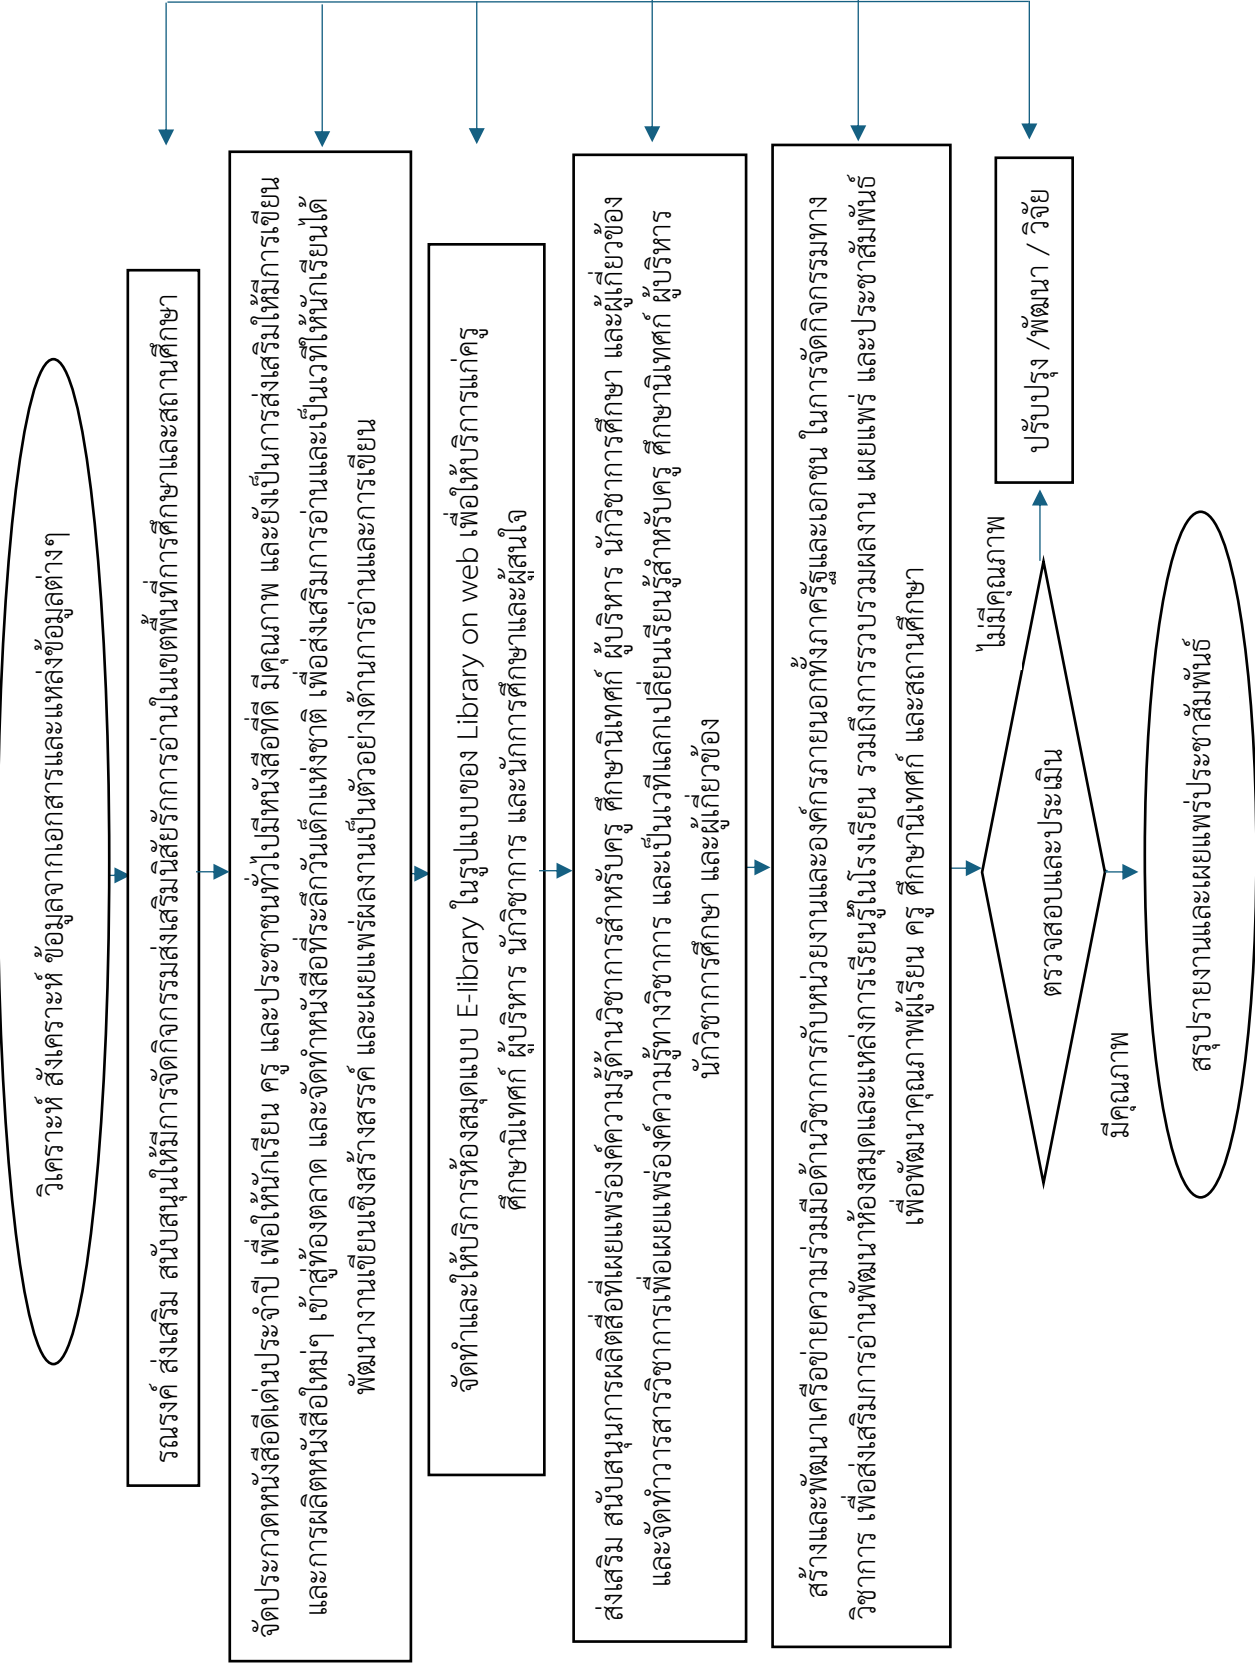 วิเคราะห์ สังเคราะห์ ข้อมูลจากเอกสารและแหล่งข้อมูลต่างๆ
รณรงค์ ส่งเสริม สนับสนุนให้มีการจัดกิจกรรมส่งเสริมนิสัยรักการอ่านในเขตพื้นที่การศึกษาและสถานศึกษา
จัดประกวดหนังสือดีเด่นประจำปี เพื่อให้นักเรียน ครู และประชาชนทั่วไปมีหนังสือที่ดี มีคุณภาพ และยังเป็นการส่งเสริมให้มีการเขียน
และการผลิตหนังสือใหม่ๆ เข้าสู่ท้องตลาด และจัดทำหนังสือที่ระลึกวันเด็กแห่งชาติ เพื่อส่งเสริมการอ่านและเป็นเวทีให้นักเรียนได้
พัฒนางานเขียนเชิงสร้างสรรค์ และเผยแพร่ผลงานเป็นตัวอย่างด้านการอ่านและการเขียน
จัดทำและให้บริการห้องสมุดแบบ E-library ในรูปแบบของ Library on web เพื่อให้บริการแก่ครู
ศึกษานิเทศก์ ผู้บริหาร นักวิชาการ และนักการศึกษาและผู้สนใจ
ส่งเสริม สนับสนุนการผลิตสื่อที่เผยแพร่องค์ความรู้ด้านวิชาการสำหรับครู ศึกษานิเทศก์ ผู้บริหาร นักวิชาการศึกษา และผู้เกี่ยวข้อง
และจัดทำวารสารวิชาการเพื่อเผยแพร่องค์ความรู้ทางวิชาการ และเป็นเวทีแลกเปลี่ยนเรียนรู้สำหรับครู ศึกษานิเทศก์ ผู้บริหาร
นักวิชาการศึกษา และผู้เกี่ยวข้อง
สร้างและพัฒนาเครือข่ายความร่วมมือด้านวิชาการกับหน่วยงานและองค์กรภายนอกทั้งภาครัฐและเอกชน ในการจัดกิจกรรมทาง
วิชาการ เพื่อส่งเสริมการอ่านพัฒนาห้องสมุดและแหล่งการเรียนรู้ในโรงเรียน รวมถึงการรวบรวมผลงาน เผยแพร่ และประชาสัมพันธ์
เพื่อพัฒนาคุณภาพผู้เรียน ครู ศึกษานิเทศก์ และสถานศึกษา
ตรวจสอบและประเมิน
ไม่มีคุณภาพ
ปรับปรุง /พัฒนา / วิจัย
มีคุณภาพ
สรุปรายงานและเผยแพร่ประชาสัมพันธ์